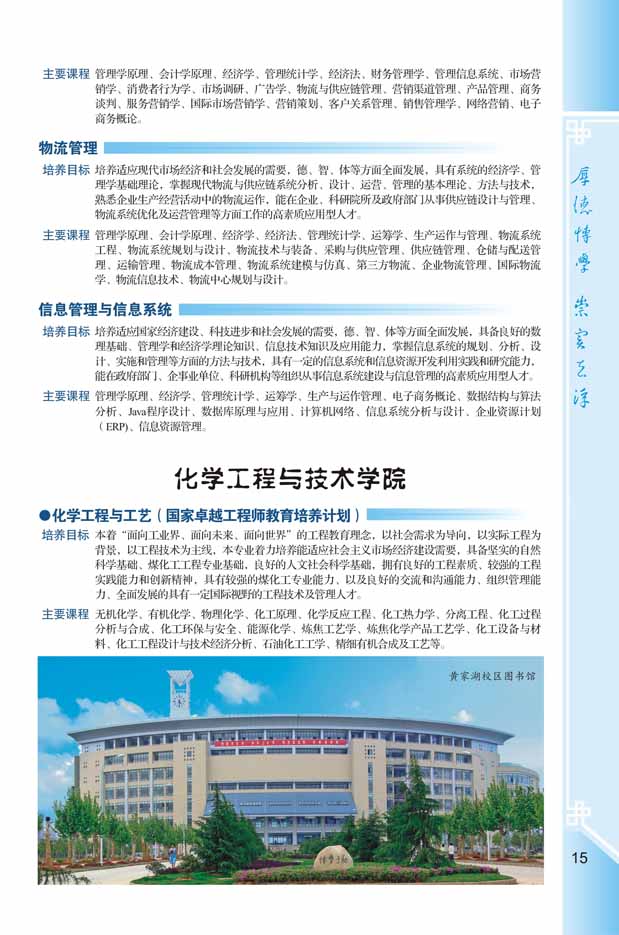 主要课程 管理学原理、会计学原理、经济学、管理统计学、经济法、财务管理学、管理信息系统、市场营
销学、消费者行为学、市场调研、广告学、物流与供应链管理、营销渠道管理、产品管理、商务
谈判、服务营销学、国际市场营销学、营销策划、客户关系管理、销售管理学、网络营销、电子
商务概论。
物流管理
培养目标 培养适应现代市场经济和社会发展的需要，德、智、体等方面全面发展，具有系统的经济学、管
理学基础理论，掌握现代物流与供应链系统分析、设计、运营、管理的基本理论、方法与技术，
熟悉企业生产经营活动中的物流运作，能在企业、科研院所及政府部门从事供应链设计与管理、
物流系统优化及运营管理等方面工作的高素质应用型人才。
主要课程 管理学原理、会计学原理、经济学、经济法、管理统计学、运筹学、生产运作与管理、物流系统
工程、物流系统规划与设计、物流技术与装备、采购与供应管理、供应链管理、仓储与配送管
理、运输管理、物流成本管理、物流系统建模与仿真、第三方物流、企业物流管理、国际物流
学、物流信息技术、物流中心规划与设计。
信息管理与信息系统
培养目标 培养适应国家经济建设、科技进步和社会发展的需要，德、智、体等方面全面发展，具备良好的数
理基础、管理学和经济学理论知识、信息技术知识及应用能力，掌握信息系统的规划、分析、设
计、实施和管理等方面的方法与技术，具有一定的信息系统和信息资源开发利用实践和研究能力，
能在政府部门、企事业单位、科研机构等组织从事信息系统建设与信息管理的高素质应用型人才。
主要课程 管理学原理、经济学、管理统计学、运筹学、生产与运作管理、电子商务概论、数据结构与算法
分析、Java程序设计、数据库原理与应用、计算机网络、信息系统分析与设计、企业资源计划
（ERP）、信息资源管理。
化学工程与技术学院
●化学工程与工艺（国家卓越工程师教育培养计划）
培养目标 本着“面向工业界、面向未来、面向世界”的工程教育理念，以社会需求为导向，以实际工程为
背景，以工程技术为主线，本专业着力培养能适应社会主义市场经济建设需要，具备坚实的自然
科学基础、煤化工工程专业基础，良好的人文社会科学基础，拥有良好的工程素质、较强的工程
实践能力和创新精神，具有较强的煤化工专业能力、以及良好的交流和沟通能力、组织管理能
力、全面发展的具有一定国际视野的工程技术及管理人才。
主要课程 无机化学、有机化学、物理化学、化工原理、化学反应工程、化工热力学、分离工程、化工过程
分析与合成、化工环保与安全、能源化学、炼焦工艺学、炼焦化学产品工艺学、化工设备与材
料、化工工程设计与技术经济分析、石油化工工学、精细有机合成及工艺等。
黄家湖校区图书馆
厚德博学 崇实去浮
15